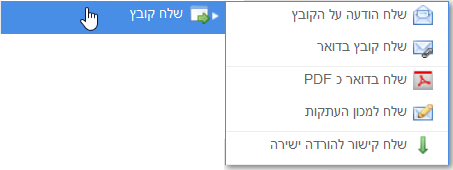 שלח קובץ
שלח הודעה על הקובץ
שלח קובץ בדואר
שלח בדואר כ PDF
שלח למכון העתקות
שלח קישור להורדה ישירה